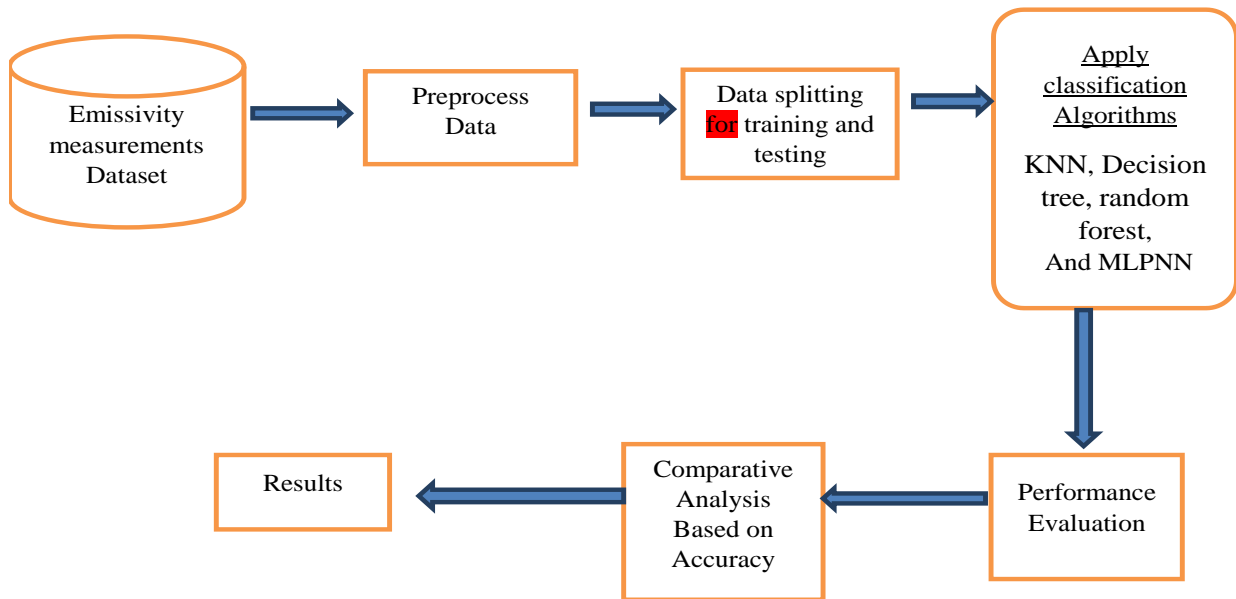 Emissivity
measurements
Dataset
Preprocess
Data
Data splitting
for training and
testing
Apply
classification
Algorithms
KNN, Decision
tree, random
forest,
And MLPNN
Results
Comparative
Analysis
Based on
Accuracy
Performance
Evaluation